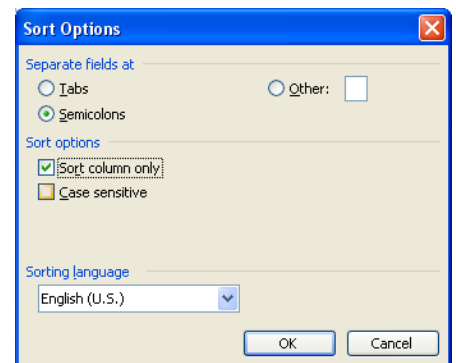 Sort Options
Separate fields at
Tabs
Other:
Semicolons
Sort options
Sort column only
Case sensitive
Sorting language
English (U.S.)
OK
Cancel